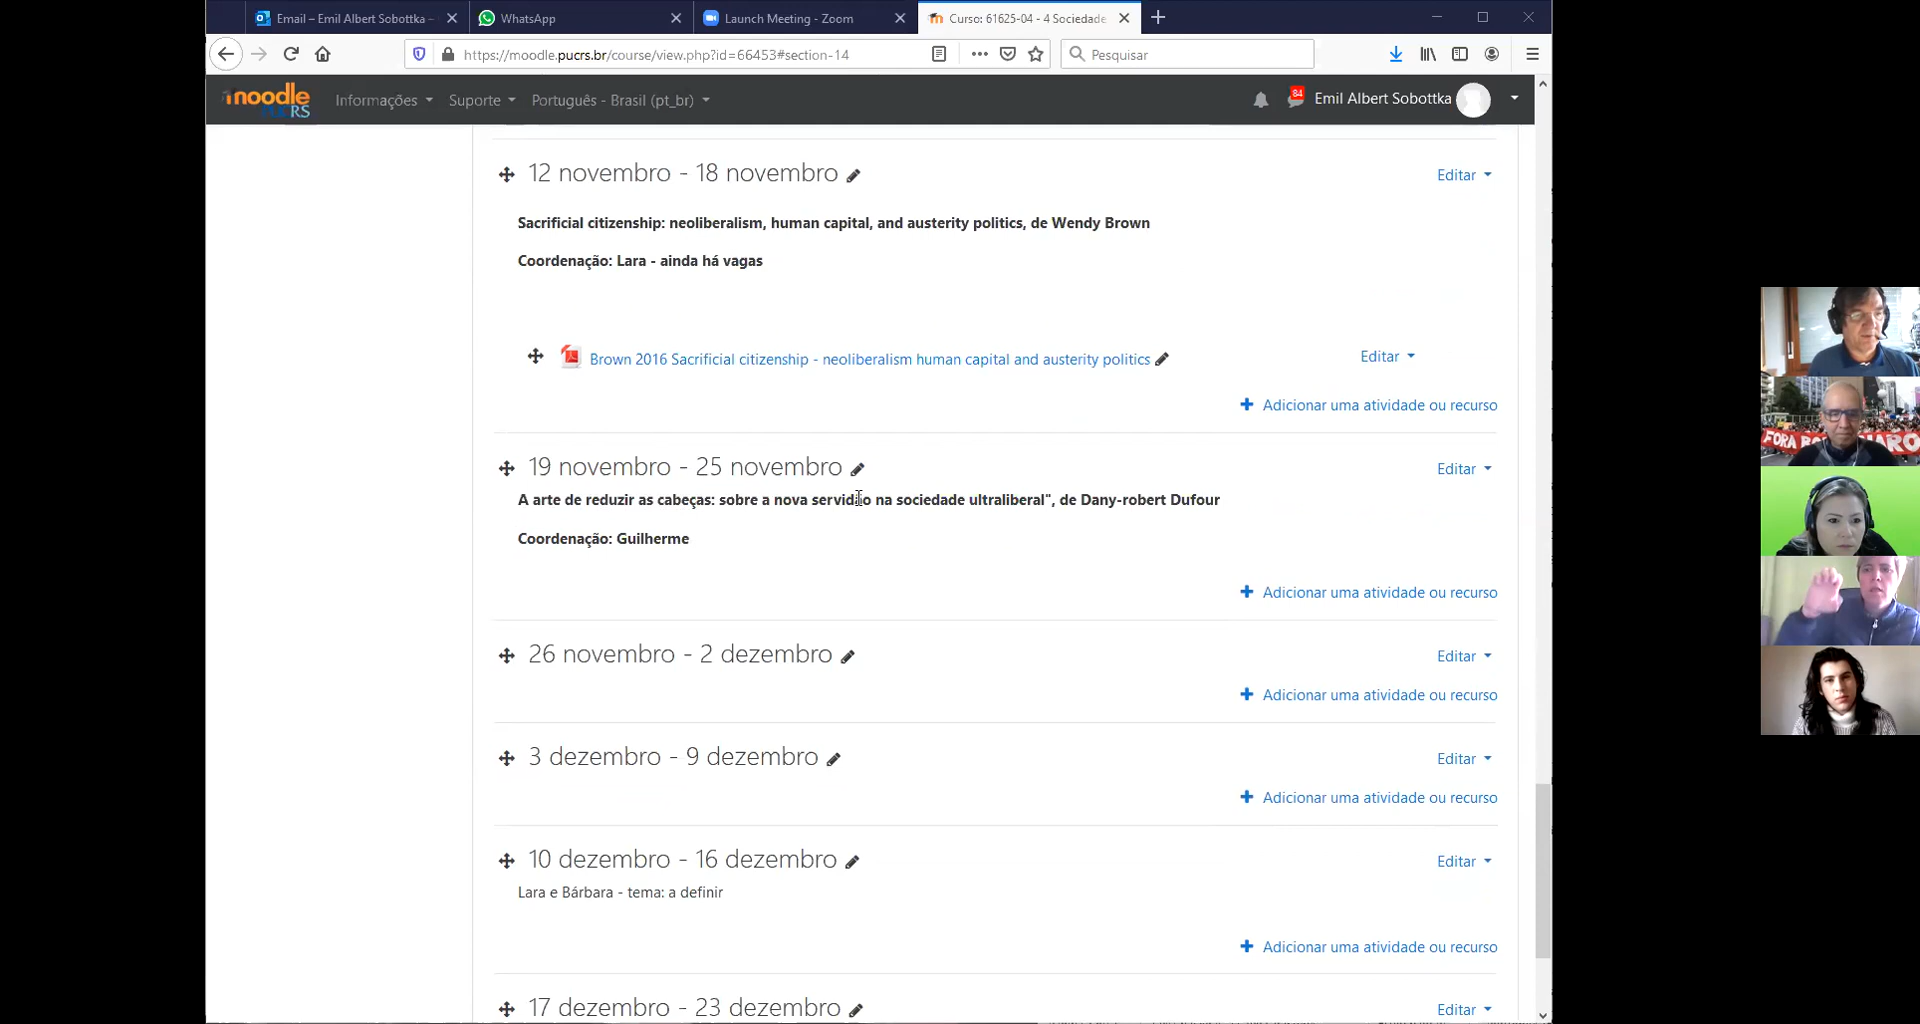 Email – Emil Albert Sobottka –
WhatsApp
Launch Meeting - Zoom
Curso: 61625-04 - 4 Sociedade
https://moodle.pucrs.br/course/view.php?id=66453#section-14
Pesquisar
moodle
Informações
Suporte
Português - Brasil (pt_br)
84
Emil Albert Sobottka
12 novembro - 18 novembro
Editar
Sacrificial citizenship: neoliberalism, human capital, and austerity politics, de Wendy Brown
Coordenação: Lara - ainda há vagas
Brown 2016 Sacrificial citizenship - neoliberalism human capital and austerity politics
Editar
Adicionar uma atividade ou recurso
19 novembro - 25 novembro
Editar
A arte de reduzir as cabeças: sobre a nova servidão na sociedade ultraliberal", de Dany-robert Dufour
Coordenação: Guilherme
Adicionar uma atividade ou recurso
26 novembro - 2 dezembro
Editar
Adicionar uma atividade ou recurso
3 dezembro - 9 dezembro
Editar
Adicionar uma atividade ou recurso
10 dezembro - 16 dezembro
Editar
Lara e Bárbara - tema: a definir
Adicionar uma atividade ou recurso
17 dezembro - 23 dezembro
Editar